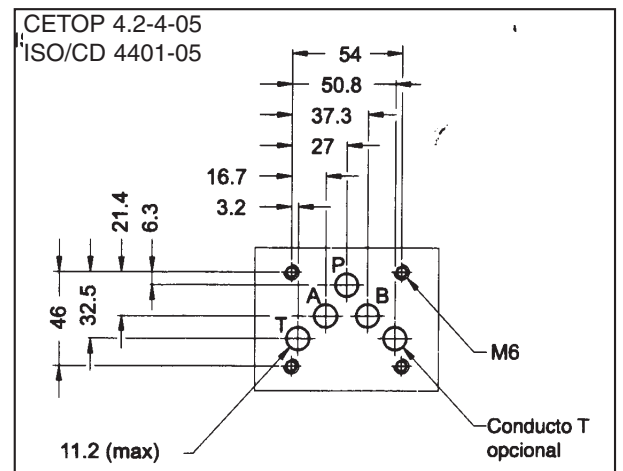 CETOP 4.2-4-05
ISO/CD 4401-05
54
50.8
37.3
27
16.7
3.2
21.4
6.3
46
32.5
P
A
B
T
M6
11.2 (max)
Conducto T
opcional